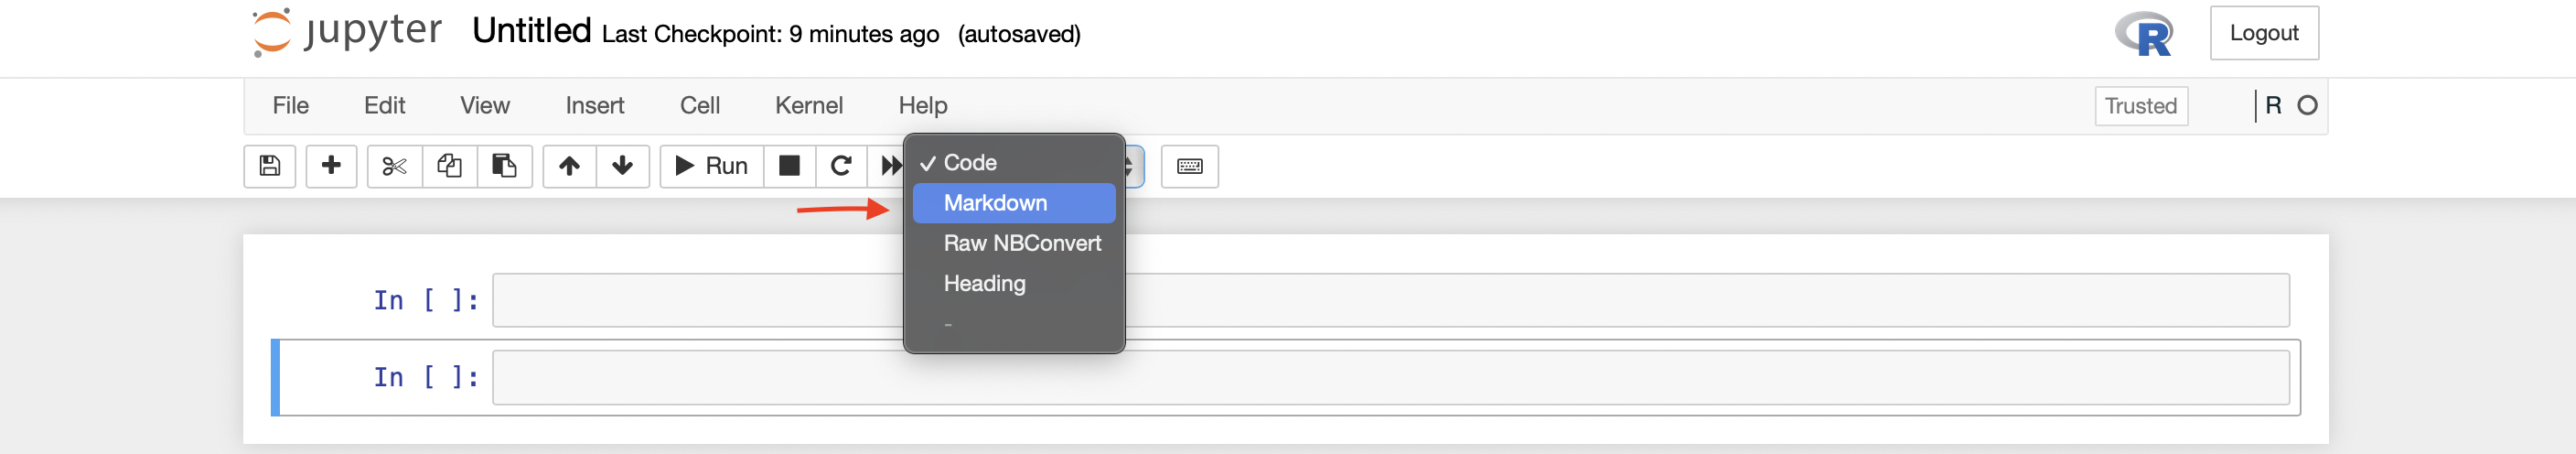 jupyter Untitled Last Checkpoint: 9 minutes ago (autosaved) R Logout
File Edit View Insert Cell Kernel Help Trusted R
Run
Code
Markdown
Raw NBConvert
Heading
-
In [ ]:
In [ ]: